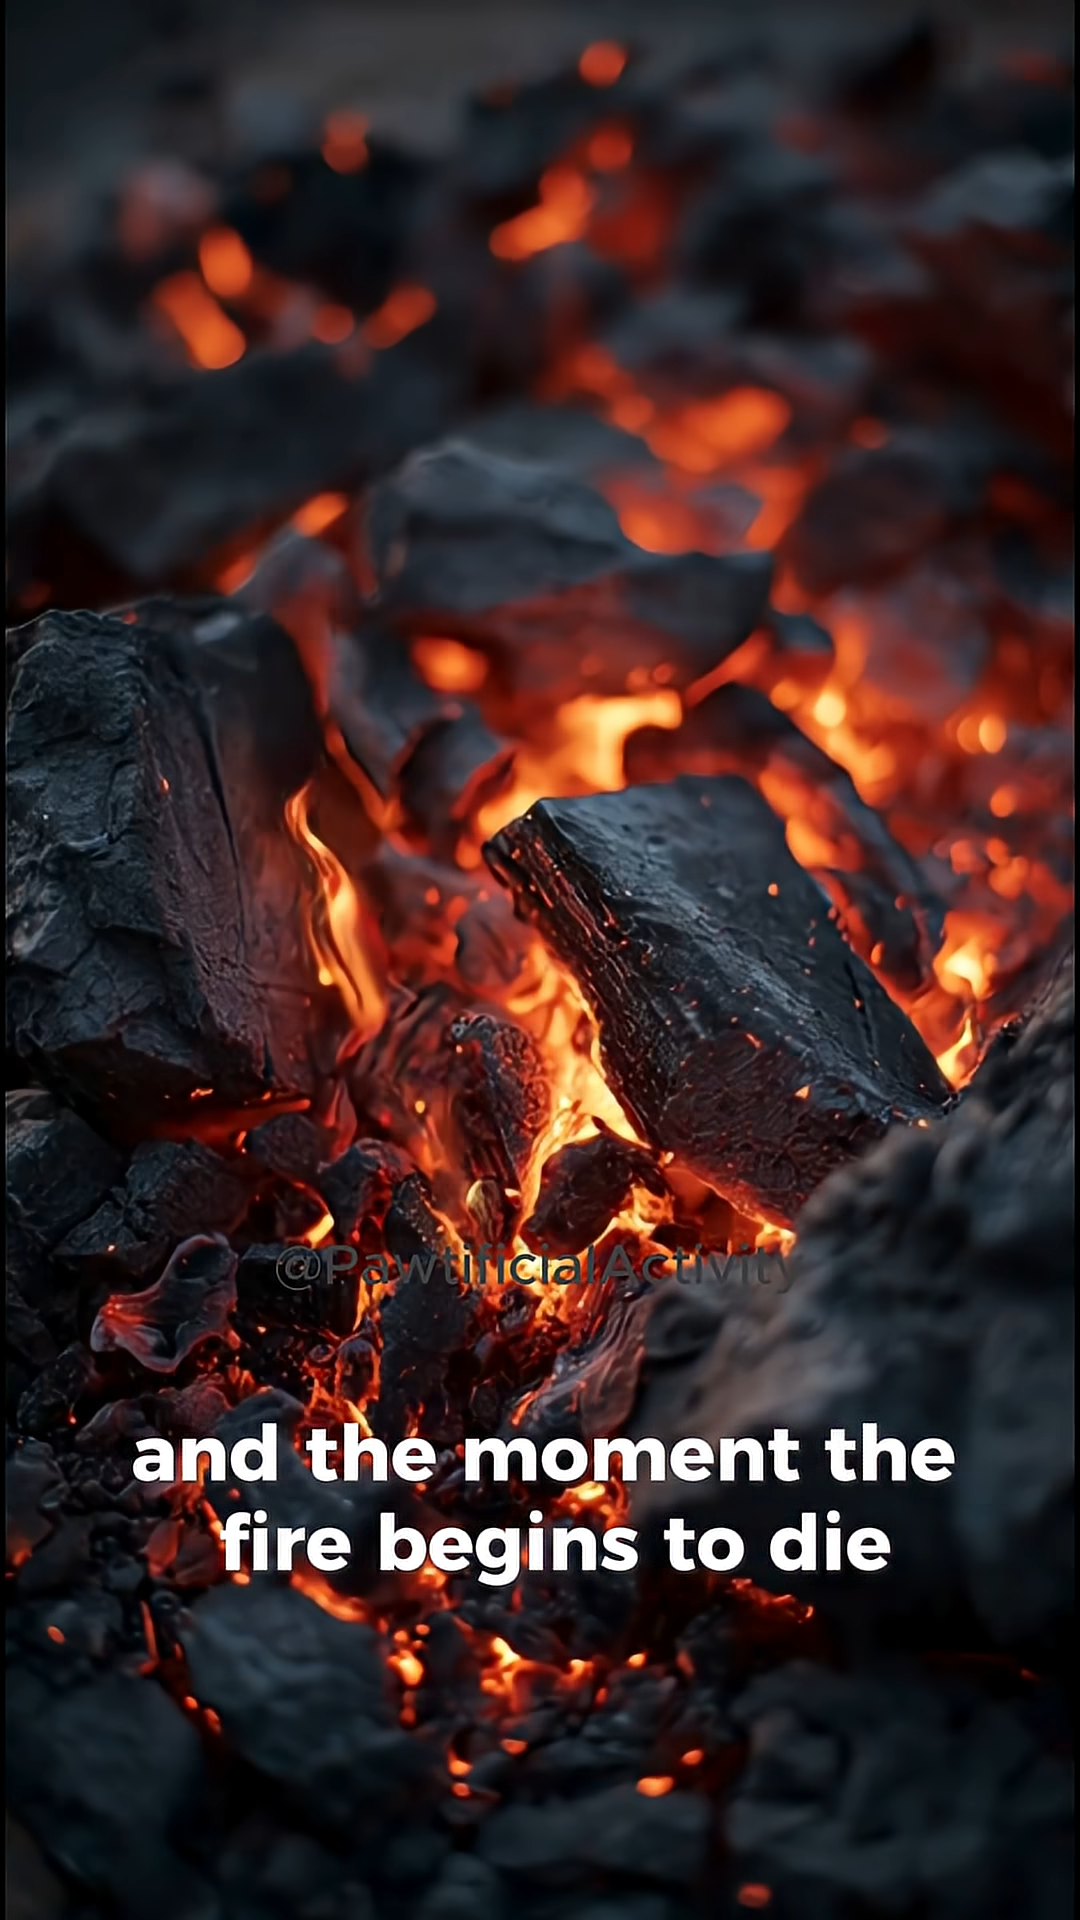 @PawtificialActivity
and the moment the
fire begins to die